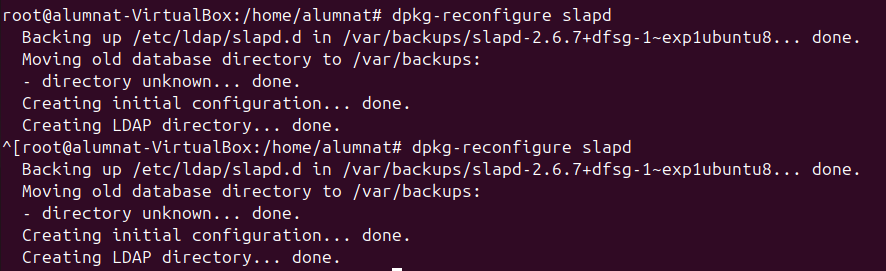 root@alumnat-VirtualBox:/home/alumnat# dpkg-reconfigure slapd
  Backing up /etc/ldap/slapd.d in /var/backups/slapd-2.6.7+dfsg-1~exp1ubuntu8... done.
  Moving old database directory to /var/backups:
  - directory unknown... done.
  Creating initial configuration... done.
  Creating LDAP directory... done.
^[root@alumnat-VirtualBox:/home/alumnat# dpkg-reconfigure slapd
  Backing up /etc/ldap/slapd.d in /var/backups/slapd-2.6.7+dfsg-1~exp1ubuntu8... done.
  Moving old database directory to /var/backups:
  - directory unknown... done.
  Creating initial configuration... done.
  Creating LDAP directory... done.